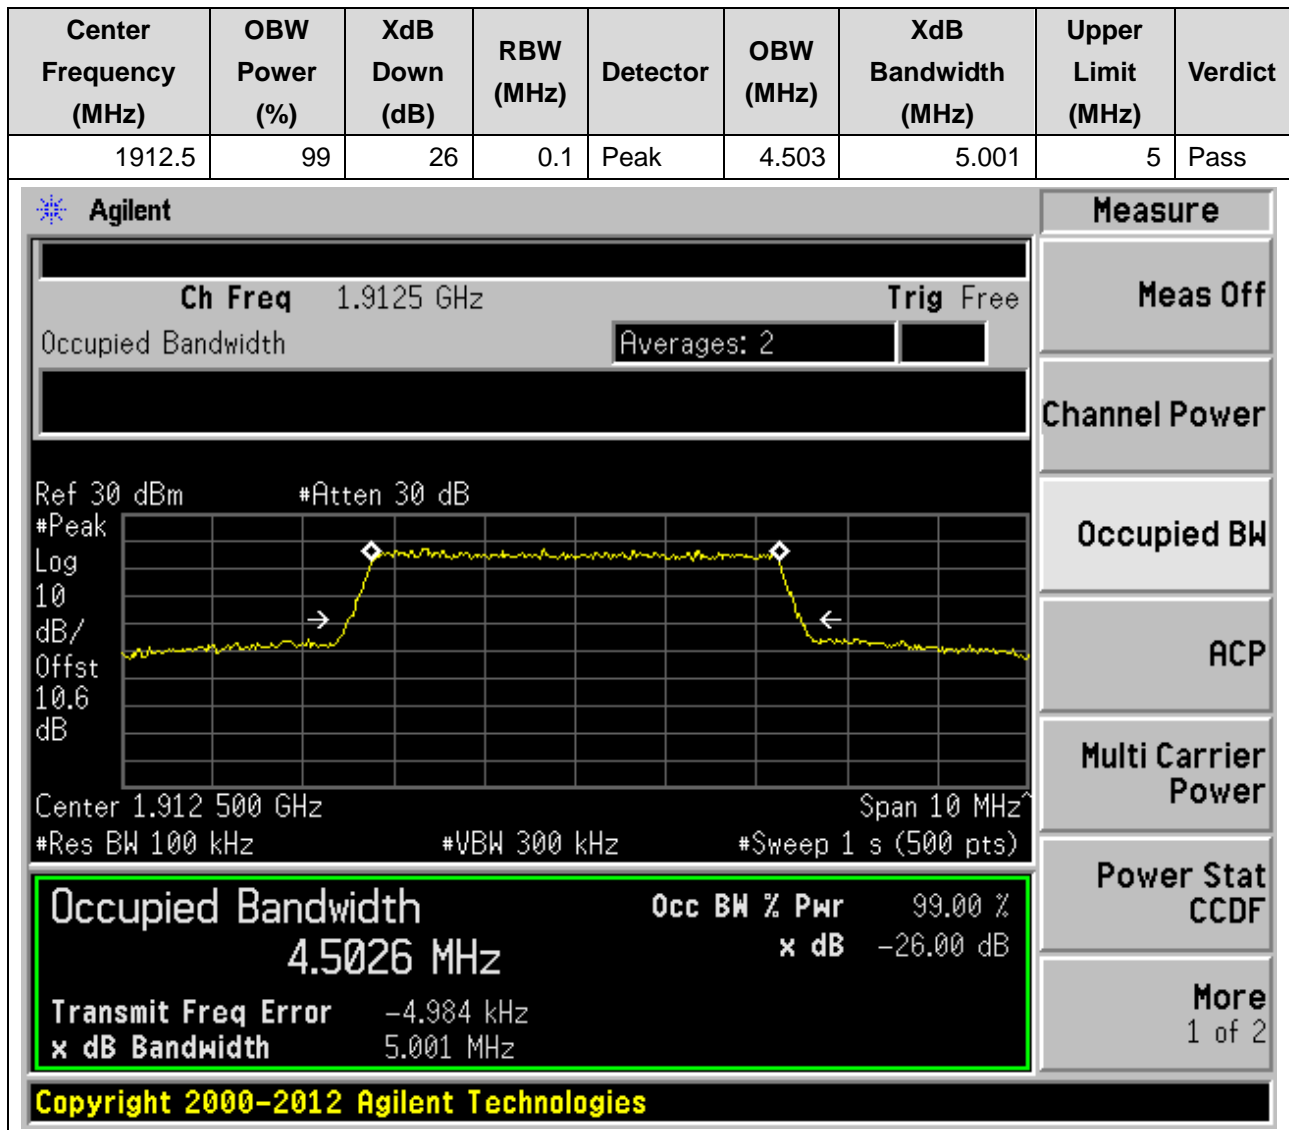 Center Frequency (MHz) OBW Power (%) XdB Down (dB) RBW (MHz) Detector OBW (MHz) XdB Bandwidth (MHz) Upper Limit (MHz) Verdict
1912.5 99 26 0.1 Peak 4.503 5.001 5 Pass
Agilent
Measure
Ch Freq 1.9125 GHz Trig Free
Meas Off
Occupied Bandwidth Averages: 2
Channel Power
Ref 30 dBm #Atten 30 dB
#Peak
Log
10
dB/
Offst
10.6
dB
Occupied BW
ACP
Multi Carrier
Power
Center 1.912 500 GHz Span 10 MHz^
#Res BW 100 kHz #VBW 300 kHz #Sweep 1 s (500 pts)
Power Stat
CCDF
Occupied Bandwidth Occ BW % Pwr 99.00 %
4.5026 MHz x dB -26.00 dB
Transmit Freq Error -4.984 kHz
x dB Bandwidth 5.001 MHz
More
1 of 2
Copyright 2000-2012 Agilent Technologies